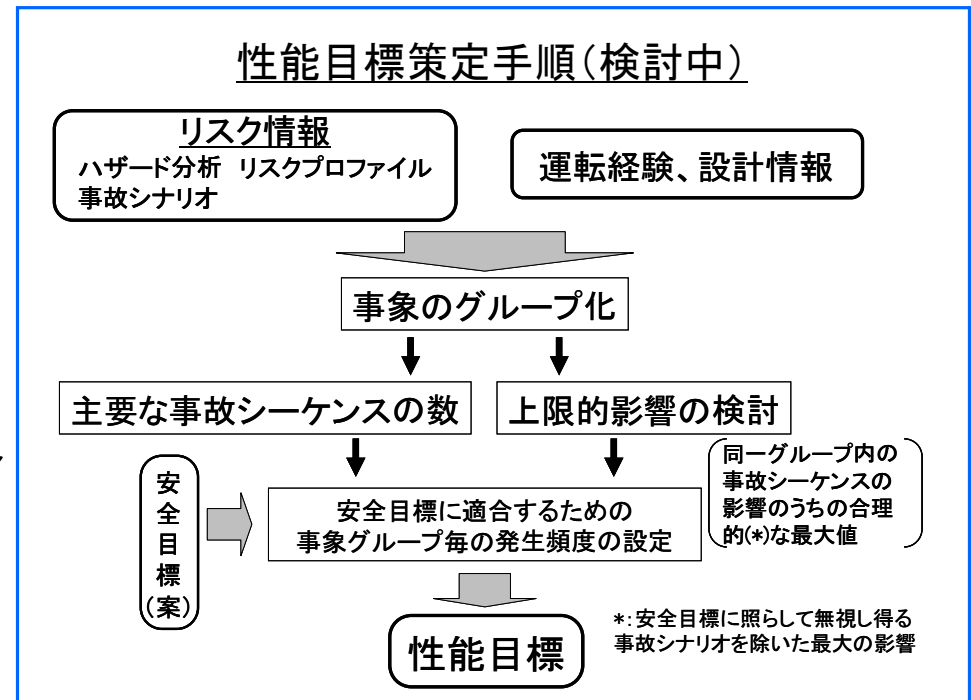 性能目標策定手順(検討中)
リスク情報
ハザード分析 リスクプロファイル
事故シナリオ
運転経験、設計情報
事象のグループ化
主要な事故シーケンスの数
上限的影響の検討
同一グループ内の
事故シーケンスの
影響のうちの合理
的(*)な最大値
安
全
目
標
(案)
安全目標に適合するための
事象グループ毎の発生頻度の設定
性能目標
*:安全目標に照らして無視し得る
事故シナリオを除いた最大の影響